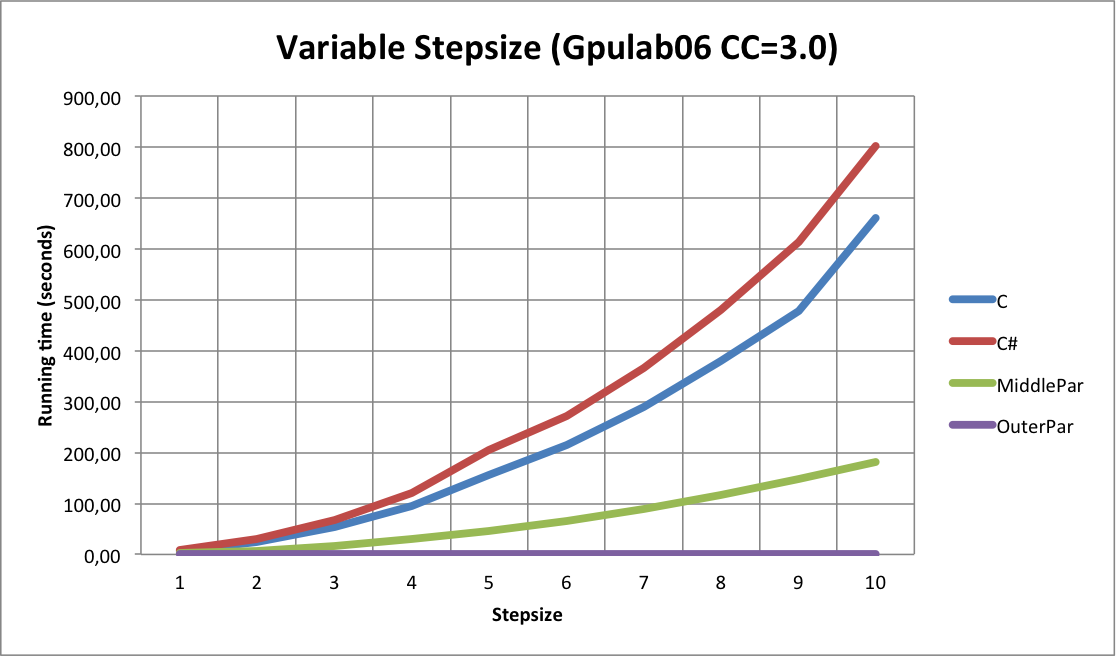 Variable Stepsize (Gpulab06 CC=3.0)
900,00
800,00
700,00
600,00
500,00
400,00
300,00
200,00
100,00
0,00
Running time (seconds)
1 2 3 4 5 6 7 8 9 10
Stepsize
C
C#
MiddlePar
OuterPar